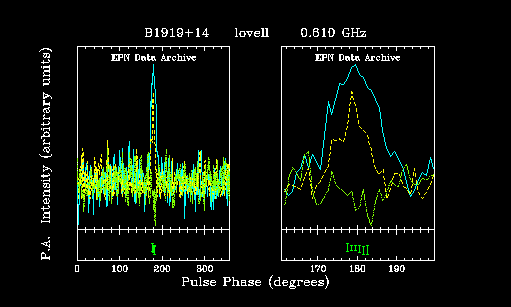 B1919+14 lovell 0.610 GHz
EPN Data Archive EPN Data Archive
P.A. Intensity (arbitrary units)
0 100 200 300 170 180 190
Pulse Phase (degrees)